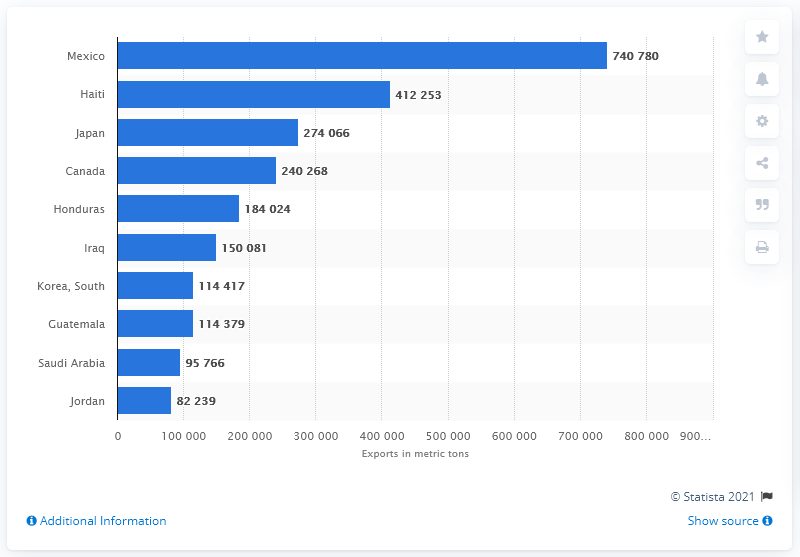 Mexico 740 780
Haiti 412 253
Japan 274 066
Canada 240 268
Honduras 184 024
Iraq 150 081
Korea, South 114 417
Guatemala 114 379
Saudi Arabia 95 766
Jordan 82 239
0 100 000 200 000 300 000 400 000 500 000 600 000 700 000 800 000 900...
Exports in metric tons
© Statista 2021
Additional Information Show source